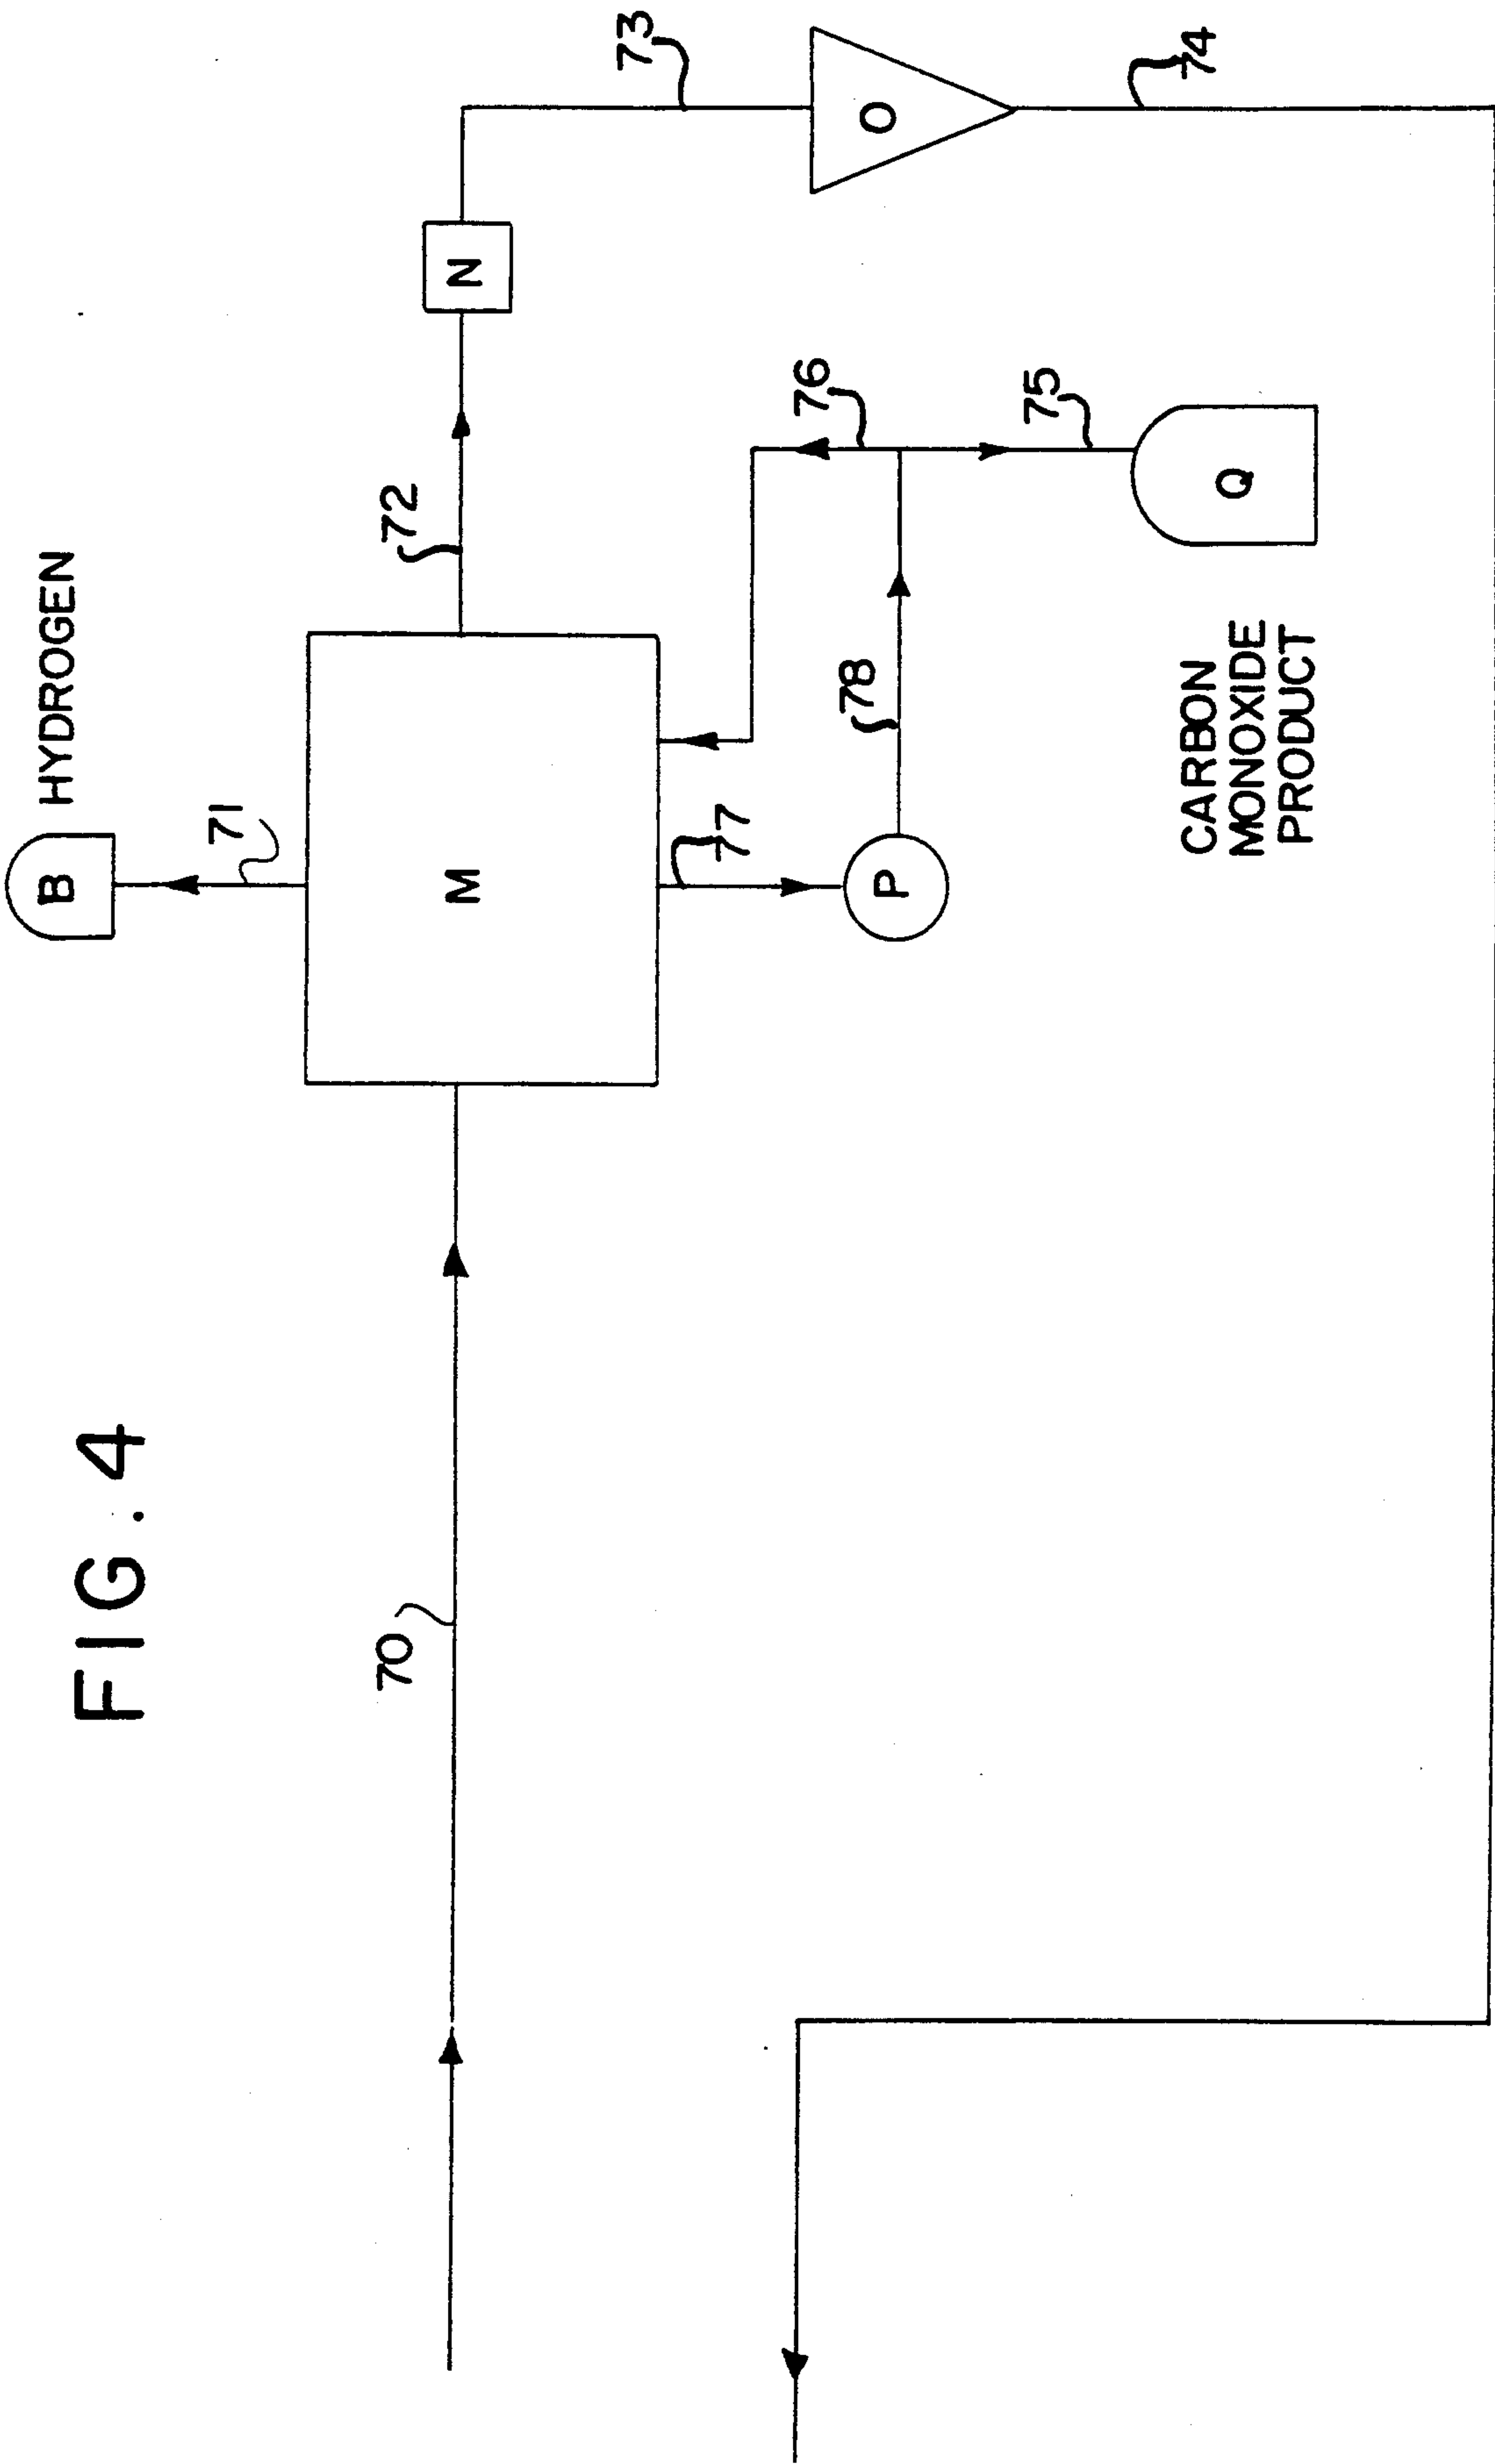 FIG. 4
B
HYDROGEN
71
70
M
72
N
73
77
P
78
76
O
75
Q
74
CARBON
MONOXIDE
PRODUCT